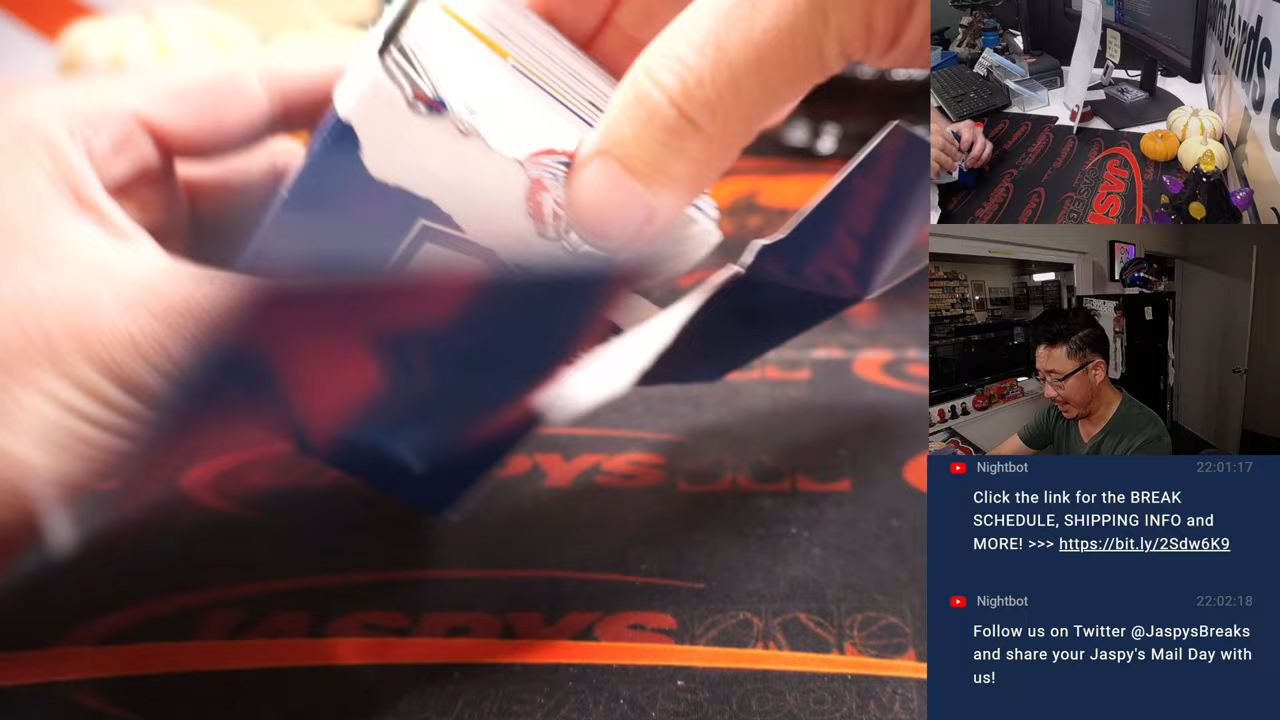 JASPYS
Nightbot 22:01:17
Click the link for the BREAK
SCHEDULE, SHIPPING INFO and
MORE! >>> https://bit.ly/2Sdw6K9
Nightbot 22:02:18
Follow us on Twitter @JaspysBreaks
and share your Jaspy's Mail Day with
us!